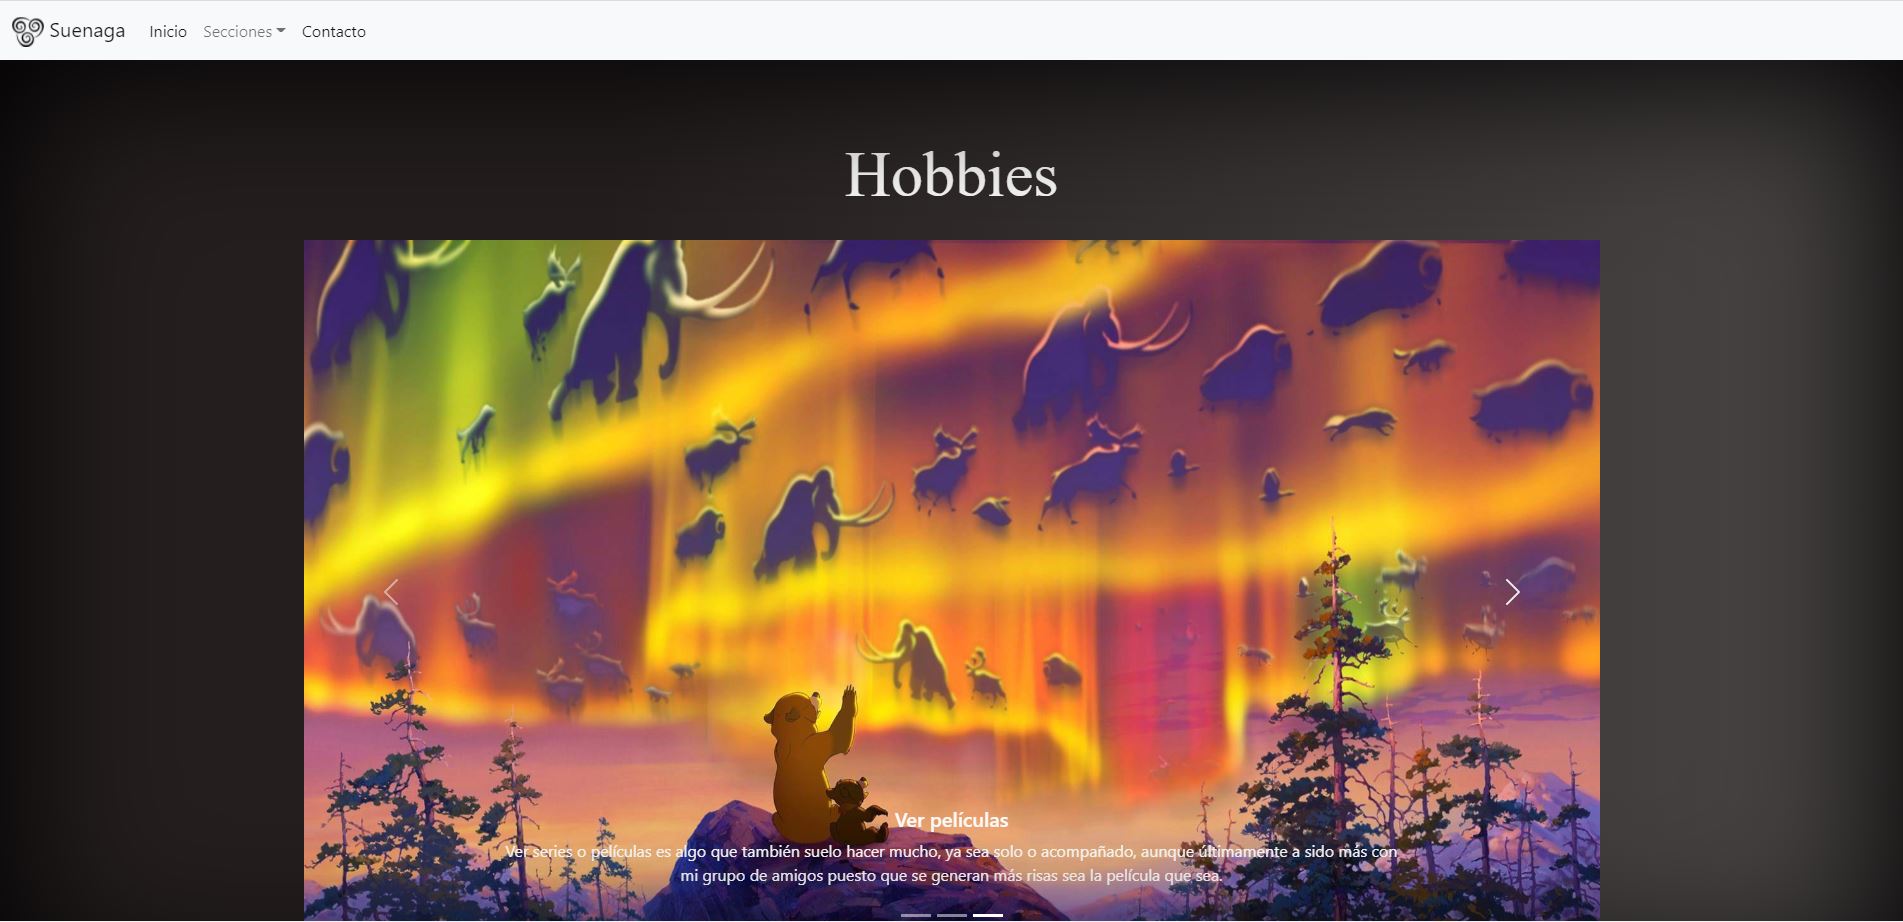 Suenaga Inicio Secciones Contacto
Hobbies
Ver películas
Ver series o películas es algo que también suelo hacer mucho, ya sea solo o acompañado, aunque últimamente a sido más con
mi grupo de amigos puesto que se generan más risas sea la película que sea.